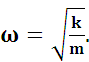 ω = √(k/m).